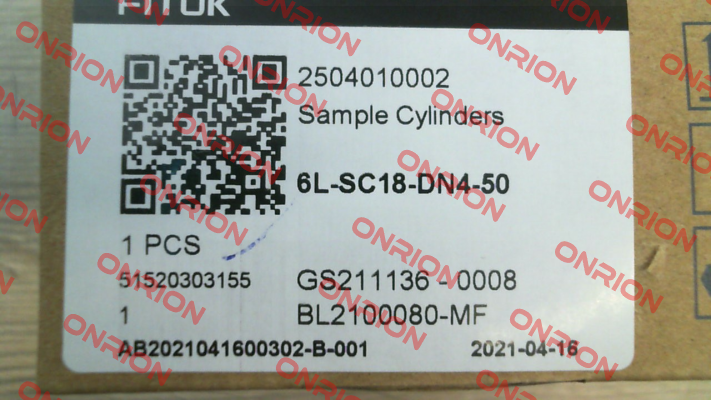 FITOK
2504010002
Sample Cylinders
6L-SC18-DN4-50
1 PCS
51520303155 GS211136 - 0008
1 BL2100080-MF
AB2021041600302-B-001 2021-04-16
ONRION